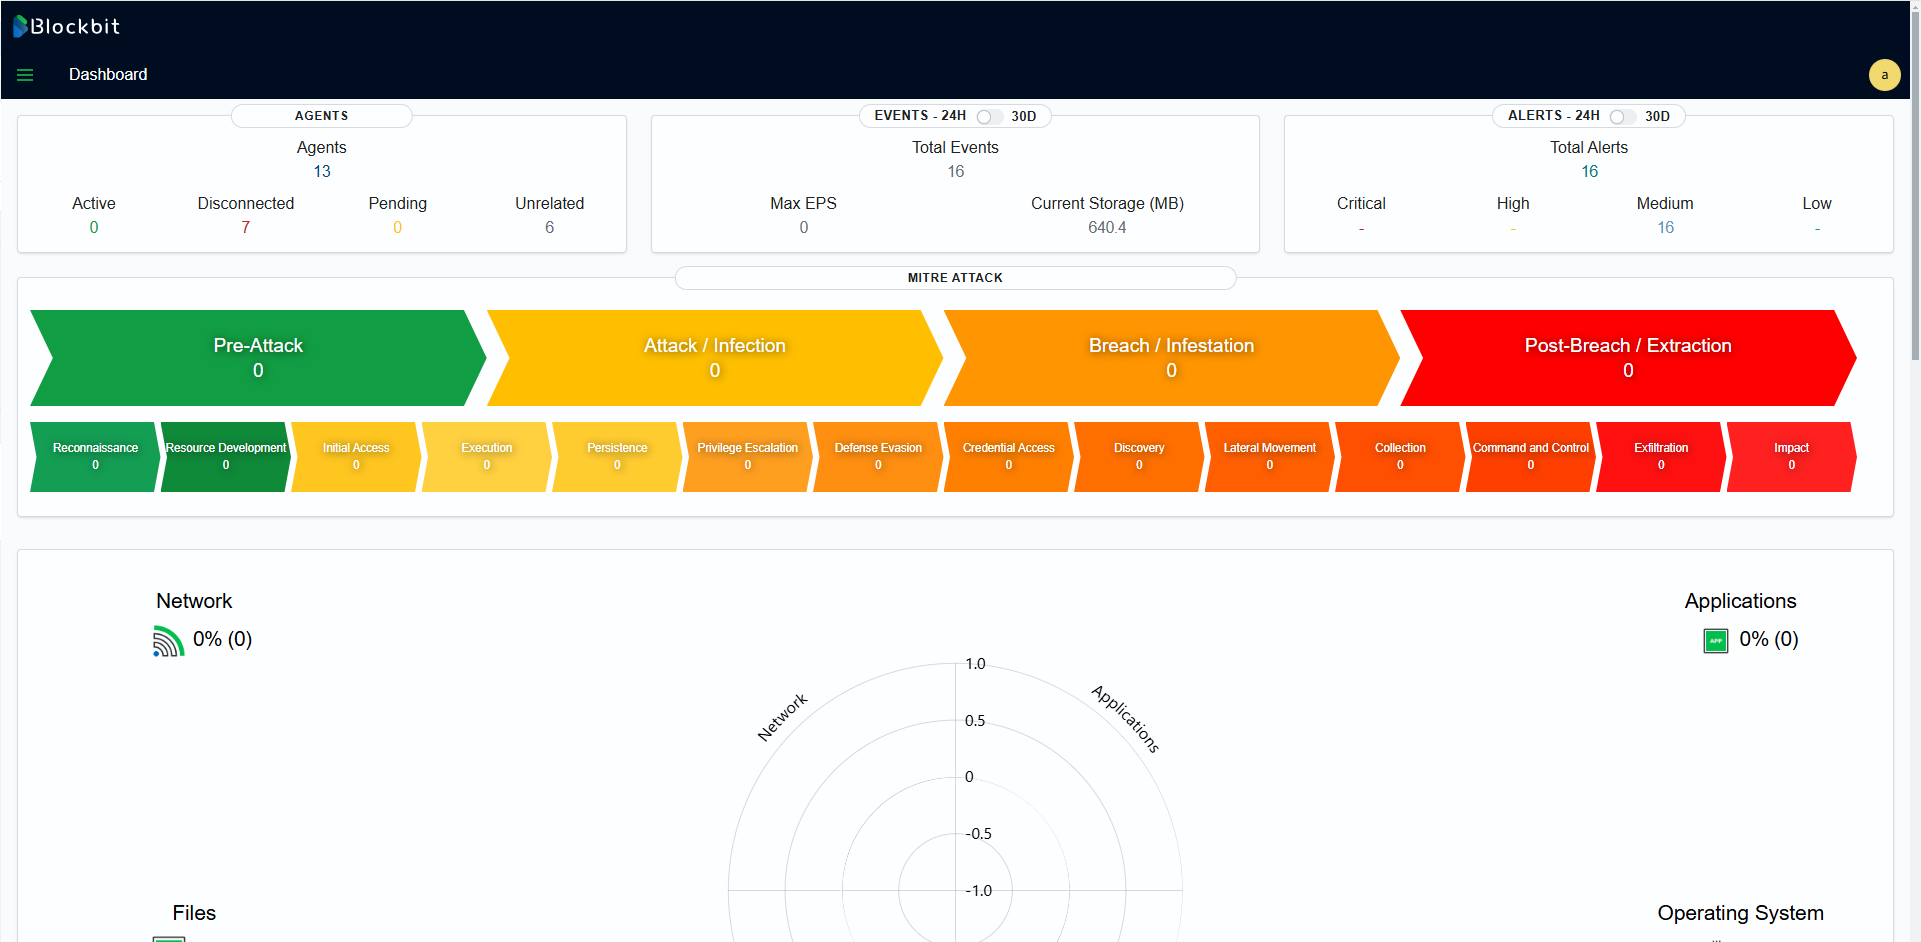 Blockbit
Dashboard
a
AGENTS
Agents
13
Active
0
Disconnected
7
Pending
0
Unrelated
6
EVENTS - 24H 30D
Total Events
16
Max EPS
0
Current Storage (MB)
640.4
ALERTS - 24H 30D
Total Alerts
16
Critical
-
High
-
Medium
16
Low
-
MITRE ATTACK
Pre-Attack
0
Attack / Infection
0
Breach / Infestation
0
Post-Breach / Extraction
0
Reconnaissance
0
Resource Development
0
Initial Access
0
Execution
0
Persistence
0
Privilege Escalation
0
Defense Evasion
0
Credential Access
0
Discovery
0
Lateral Movement
0
Collection
0
Command and Control
0
Exfiltration
0
Impact
0
Network
0% (0)
Applications
APP
0% (0)
Network
Applications
1.0
0.5
0
-0.5
-1.0
Files
Operating System